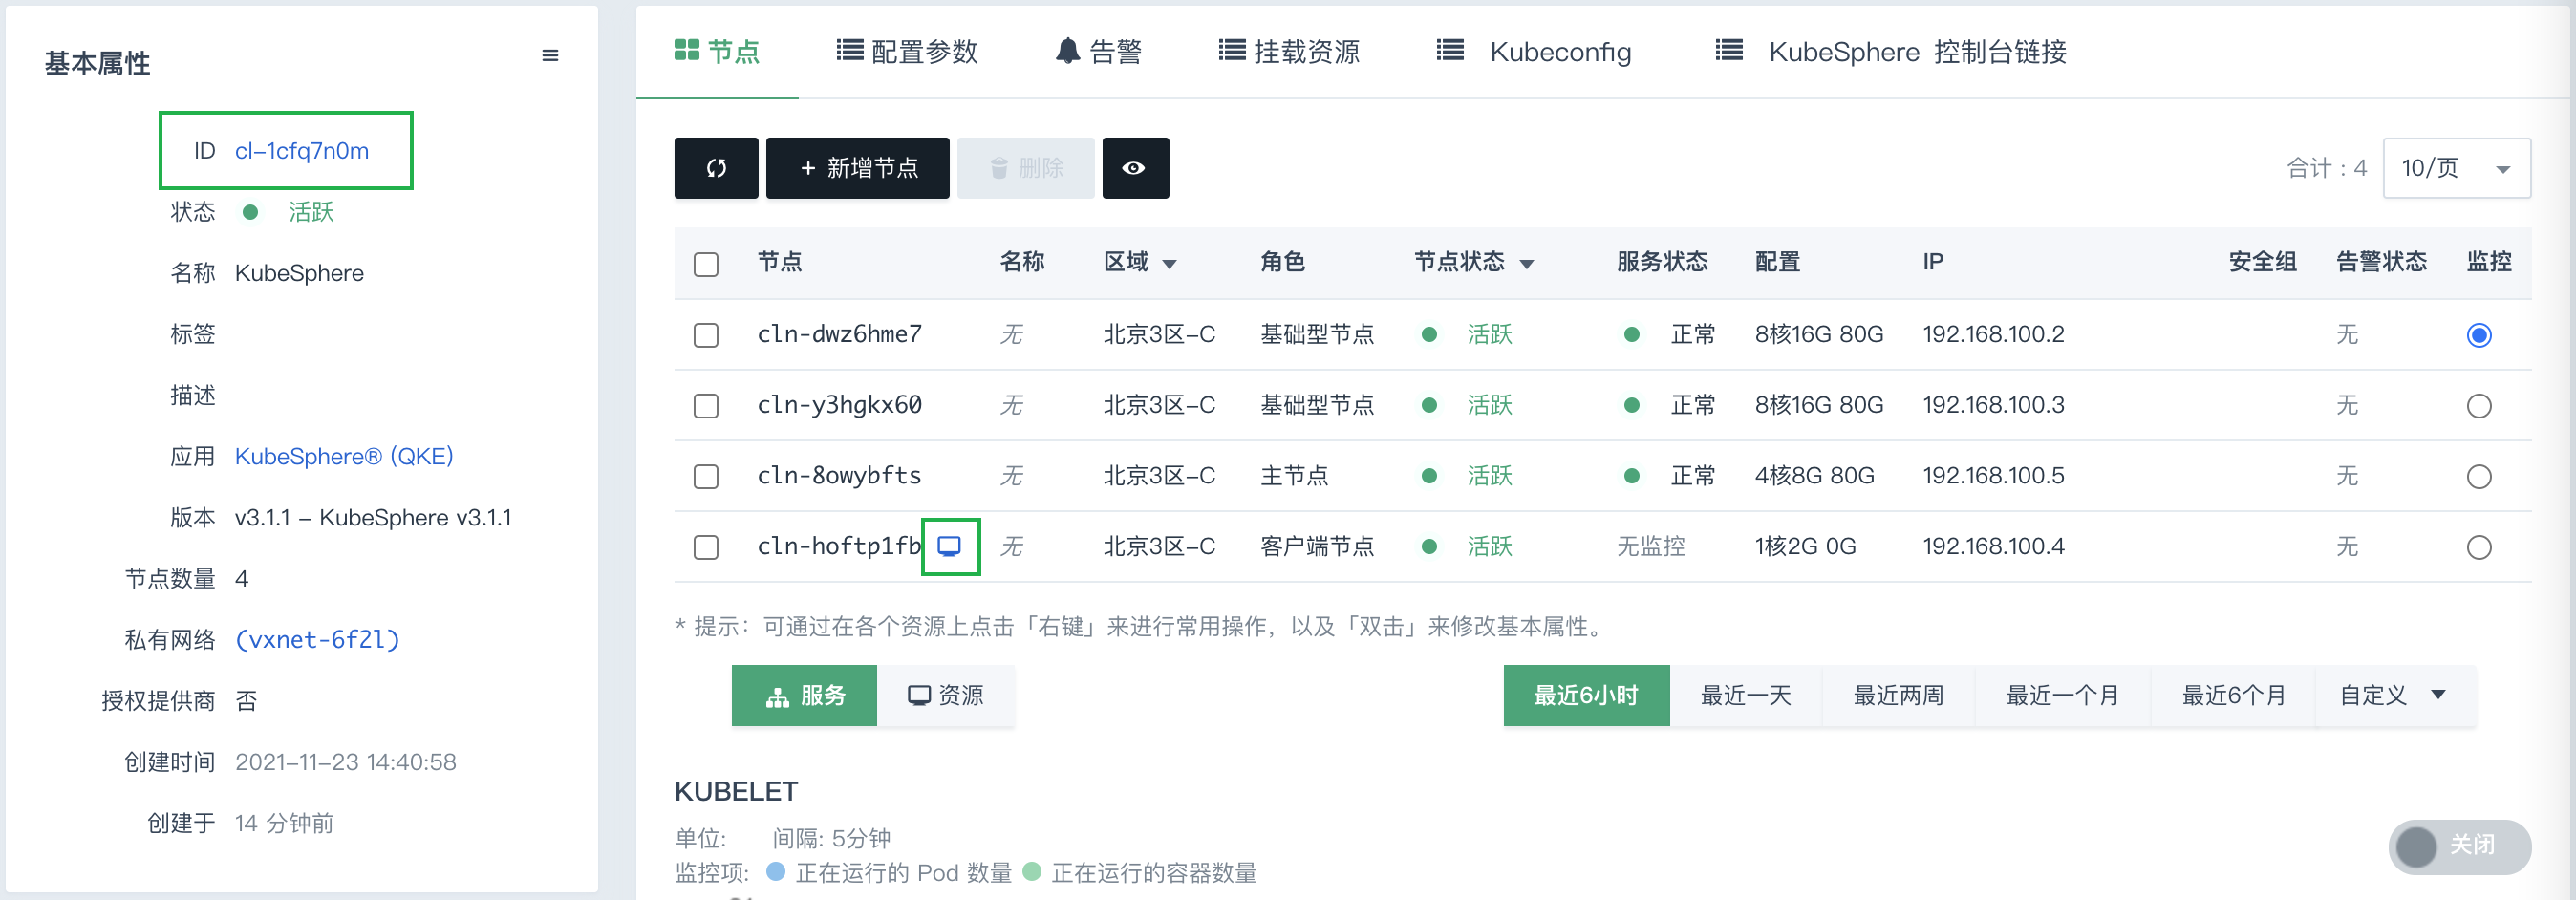 基本属性
ID cl-1cfq7n0m
状态 活跃
名称 KubeSphere
标签
描述
应用 KubeSphere® (QKE)
版本 v3.1.1 - KubeSphere v3.1.1
节点数量 4
私有网络 (vxnet-6f2l)
授权提供商 否
创建时间 2021-11-23 14:40:58
创建于 14 分钟前
节点 配置参数 告警 挂载资源 Kubeconfig KubeSphere 控制台链接
+ 新增节点 删除 合计：4 10/页
节点 名称 区域 角色 节点状态 服务状态 配置 IP 安全组 告警状态 监控
cln-dwz6hme7 无 北京3区-C 基础型节点 活跃 正常 8核16G 80G 192.168.100.2 无
cln-y3hgkx60 无 北京3区-C 基础型节点 活跃 正常 8核16G 80G 192.168.100.3 无
cln-8owybfts 无 北京3区-C 主节点 活跃 正常 4核8G 80G 192.168.100.5 无
cln-hoftp1fb 无 北京3区-C 客户端节点 活跃 无监控 1核2G 0G 192.168.100.4 无
* 提示：可通过在各个资源上点击「右键」来进行常用操作，以及「双击」来修改基本属性。
服务 资源 最近6小时 最近一天 最近两周 最近一个月 最近6个月 自定义
KUBELET
单位: 间隔: 5分钟
关闭
监控项: 正在运行的 Pod 数量 正在运行的容器数量